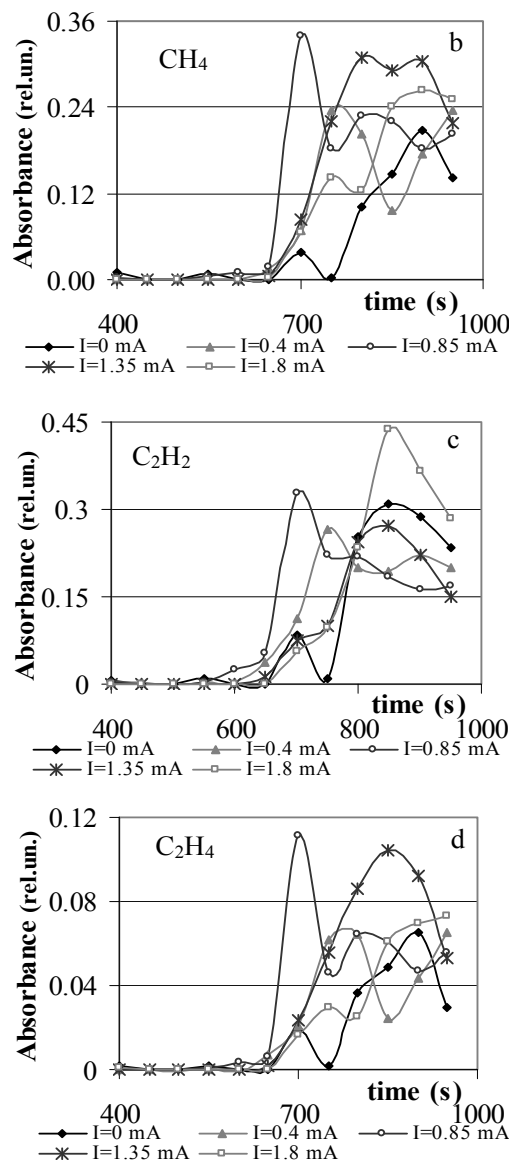 0.36
b
CH4
0.24
0.12
0.00
Absorbance (rel.un.)
time (s)
400 700 1000
I=0 mA I=0.4 mA I=0.85 mA
I=1.35 mA I=1.8 mA
0.45
c
C2H2
0.3
0.15
0
Absorbance (rel.un.)
time (s)
400 600 800 1000
I=0 mA I=0.4 mA I=0.85 mA
I=1.35 mA I=1.8 mA
0.12
d
C2H4
0.08
0.04
0
Absorbance (rel.un.)
time (s)
400 700 1000
I=0 mA I=0.4 mA I=0.85 mA
I=1.35 mA I=1.8 mA